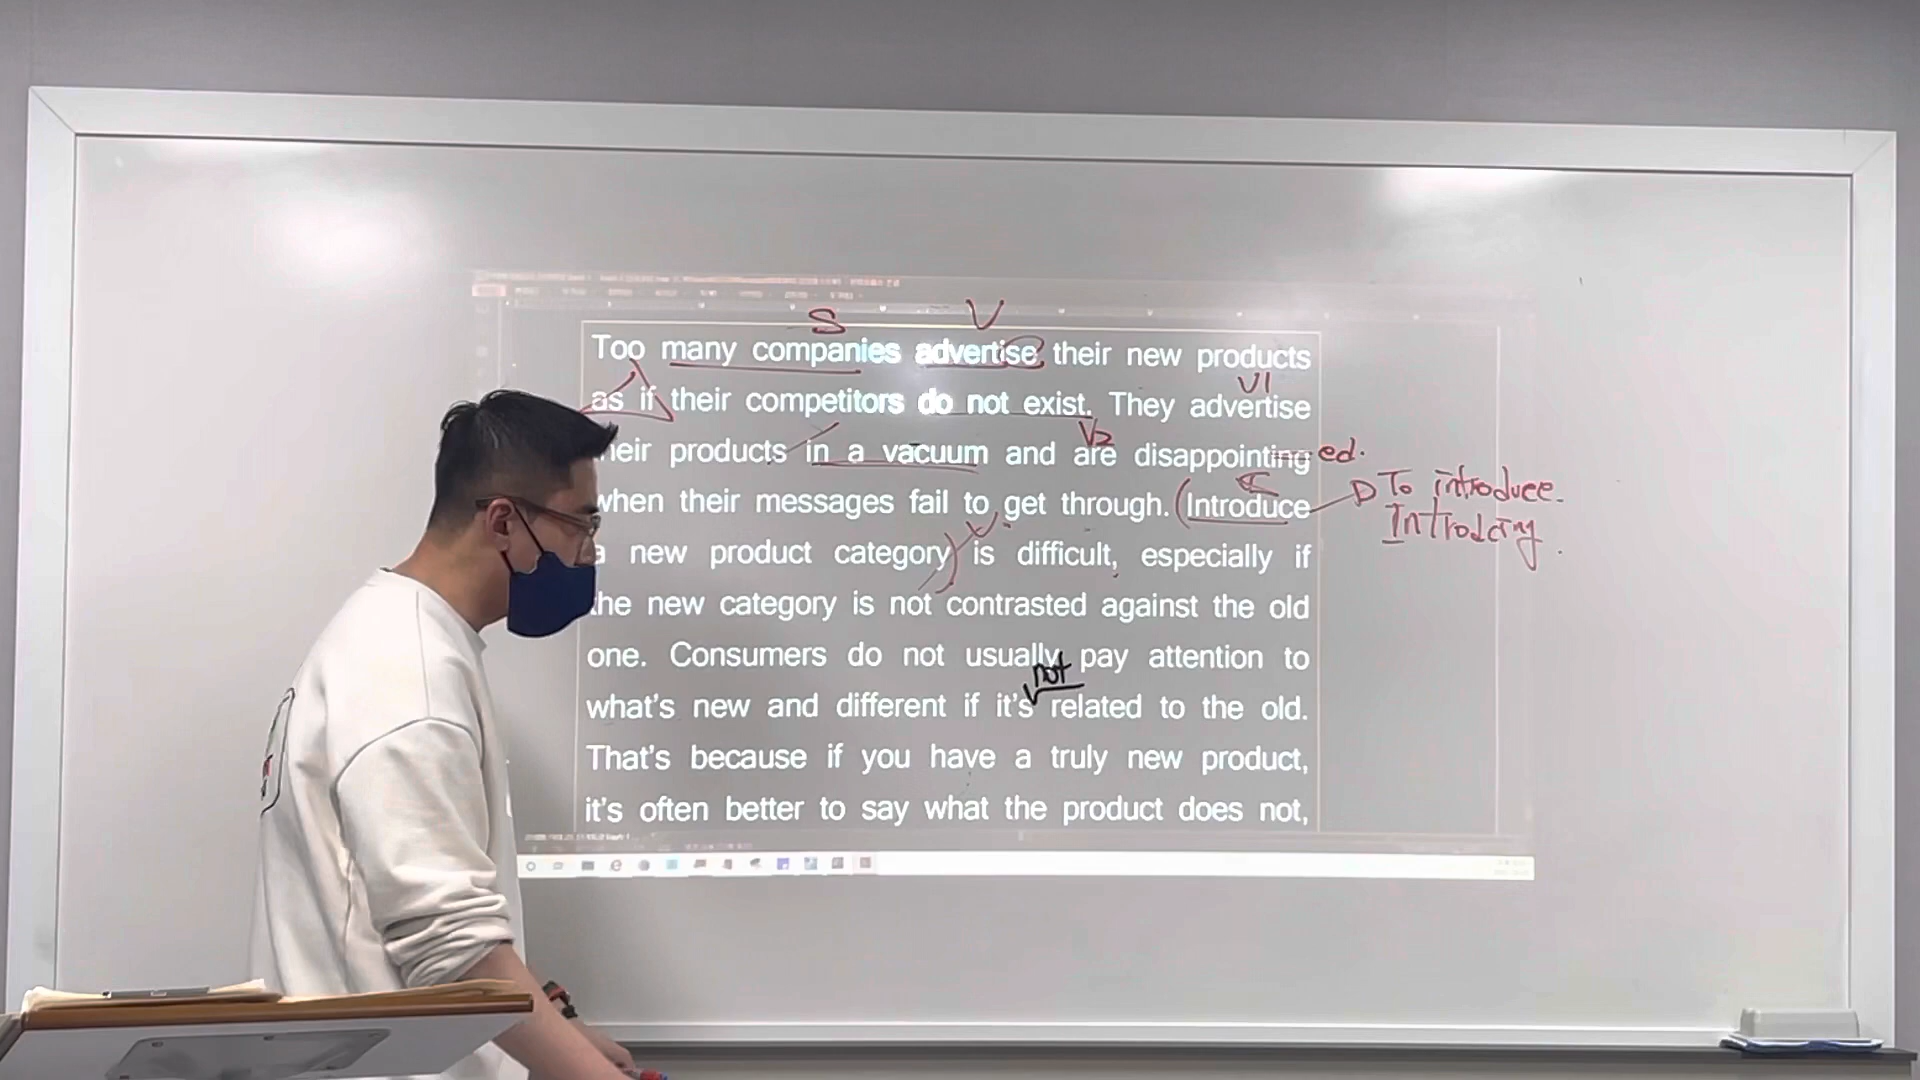 S V
Too many companies advertise their new products
V1
as if their competitors do not exist. They advertise
V2
their products in a vacuum and are disappointing ed.
when their messages fail to get through. (Introduce To introduce.
V Introdcing.
a new product category) is difficult, especially if
the new category is not contrasted against the old
one. Consumers do not usually pay attention to
not
what's new and different if it's related to the old.
That's because if you have a truly new product,
it's often better to say what the product does not,